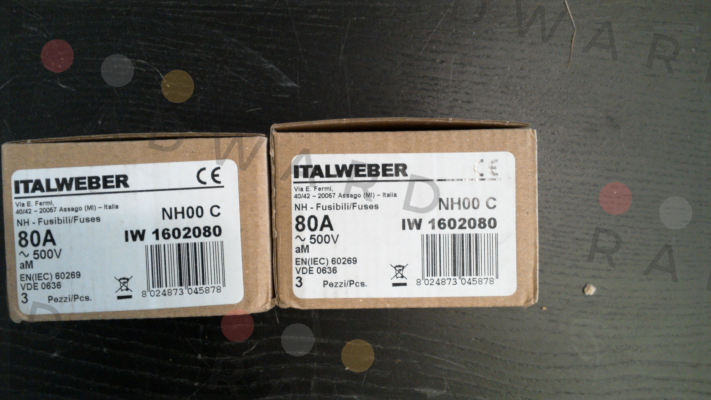 ITALWEBER CE
Via E. Fermi,
40/42 – 20067 Assago (MI) – Italia
NH - Fusibili/Fuses
NH00 C
80A
IW 1602080
~ 500V
aM
EN(IEC) 60269
VDE 0636
3 Pezzi/Pcs.
8 024873 045878
ITALWEBER CE
Via E. Fermi,
40/42 – 20067 Assago (MI) – Italia
NH - Fusibili/Fuses
NH00 C
80A
IW 1602080
~ 500V
aM
EN(IEC) 60269
VDE 0636
3 Pezzi/Pcs.
8 024873 045878